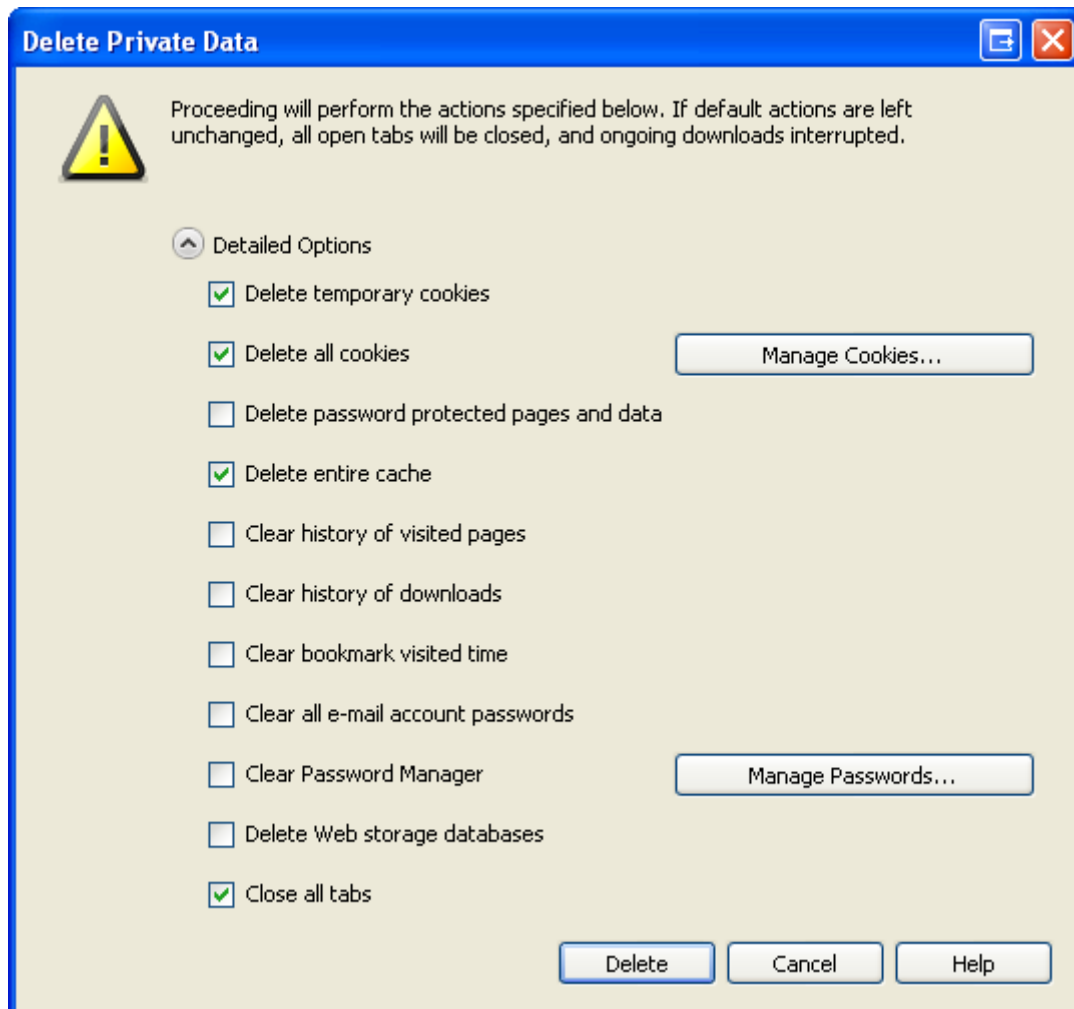 Delete Private Data
Proceeding will perform the actions specified below. If default actions are left
unchanged, all open tabs will be closed, and ongoing downloads interrupted.
Detailed Options
Delete temporary cookies
Delete all cookies
Manage Cookies...
Delete password protected pages and data
Delete entire cache
Clear history of visited pages
Clear history of downloads
Clear bookmark visited time
Clear all e-mail account passwords
Clear Password Manager
Manage Passwords...
Delete Web storage databases
Close all tabs
Delete
Cancel
Help